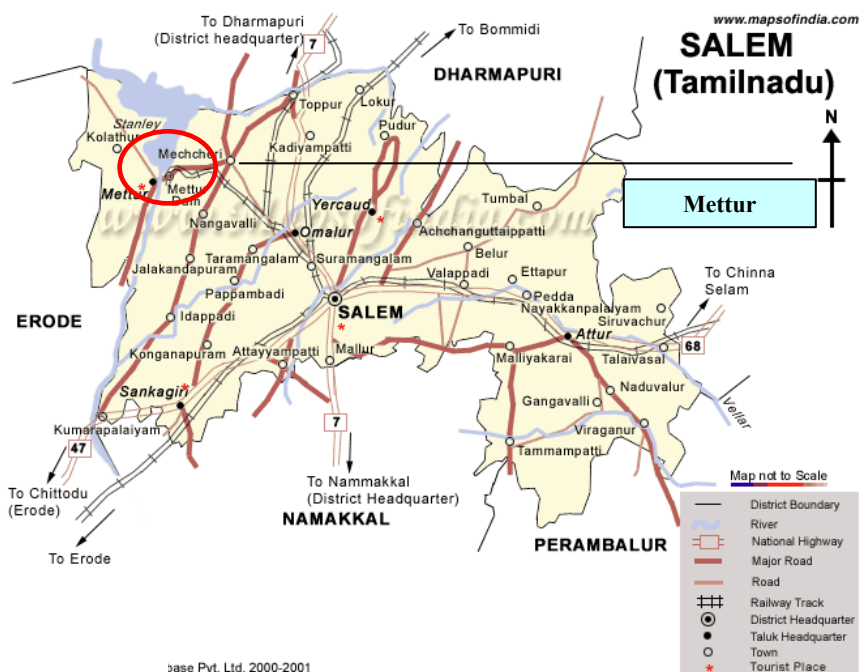 www.mapsofindia.com
SALEM
(Tamilnadu)
N
To Dharmapuri
(District headquarter)
7
To Bommidi
DHARMAPURI
Toppur
Lokur
Stanley
Kolathur
Pudur
Kadiyampatti
Mechcheri
Mettur
Mettur
Dam
Mettur
Tumbal
Yercaud
Nangavalli
Omalur
Achchanguttaippatti
Taramangalam
Suramangalam
Belur
Jalakandapuram
Valappadi
Ettapur
To Chinna
Selam
Pappambadi
Pedda
Nayakkanpalaiyam
SALEM
Siruvachur
ERODE
Idappadi
Attur
68
Konganapuram
Attayyampatti
Mallur
Malliyakarai
Talaivasal
Sankagiri
Naduvalur
Gangavalli
Vellar
Kumarapalaiyam
7
Viraganur
47
Tammampatti
To Chittodu
(Erode)
To Nammakkal
(District Headquarter)
Map not to Scale
NAMAKKAL
To Erode
PERAMBALUR
District Boundary
River
National Highway
Major Road
Road
Railway Track
District Headquarter
Taluk Headquarter
Town
Tourist Place
base Pvt. Ltd. 2000-2001